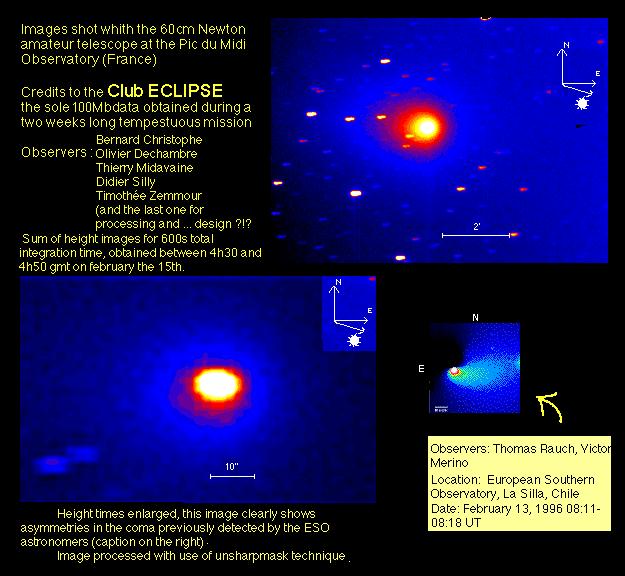 Images shot whith the 60cm Newton
amateur telescope at the Pic du Midi
Observatory (France)
Credits to the Club ECLIPSE
the sole 100Mbdata obtained during a
two weeks long tempestuous mission
Observers : Bernard Christophe
Olivier Dechambre
Thierry Midavaine
Didier Silly
Timothée Zemmour
(and the last one for
processing and ... design ?!?
Sum of height images for 600s total
integration time, obtained between 4h30 and
4h50 gmt on february the 15th.
N
E
2'
N
E
10"
Height times enlarged, this image clearly shows
asymmetries in the coma previously detected by the ESO
astronomers (caption on the right) .
Image processed with use of unsharpmask technique .
N
E
Observers: Thomas Rauch, Victor
Merino
Location: European Southern
Observatory, La Silla, Chile
Date: February 13, 1996 08:11-
08:18 UT